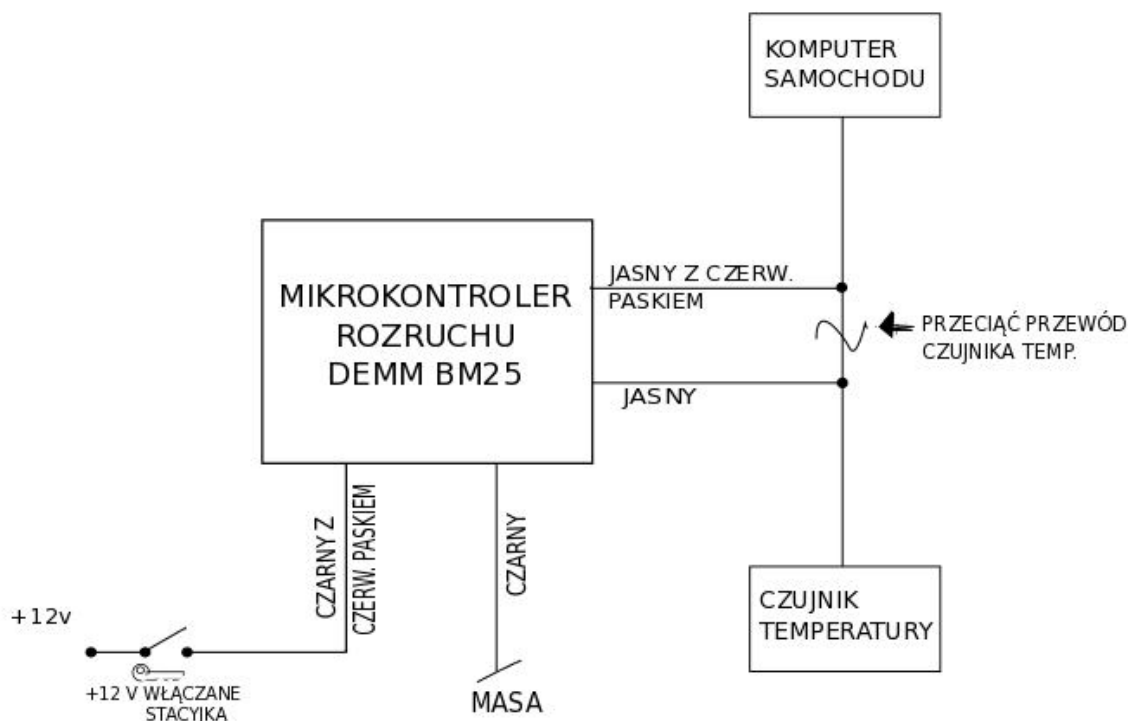 KOMPUTER
SAMOCHODU
MIKROKONTROLER
ROZRUCHU
DEMM BM25
JASNY Z CZERW.
PASKIEM
PRZECIĄĆ PRZEWÓD
CZUJNIKA TEMP.
JASNY
CZARNY Z
CZERW. PASKIEM
CZARNY
CZUJNIK
TEMPERATURY
+12v
+12 V WŁĄCZANE
STACYIKA
MASA